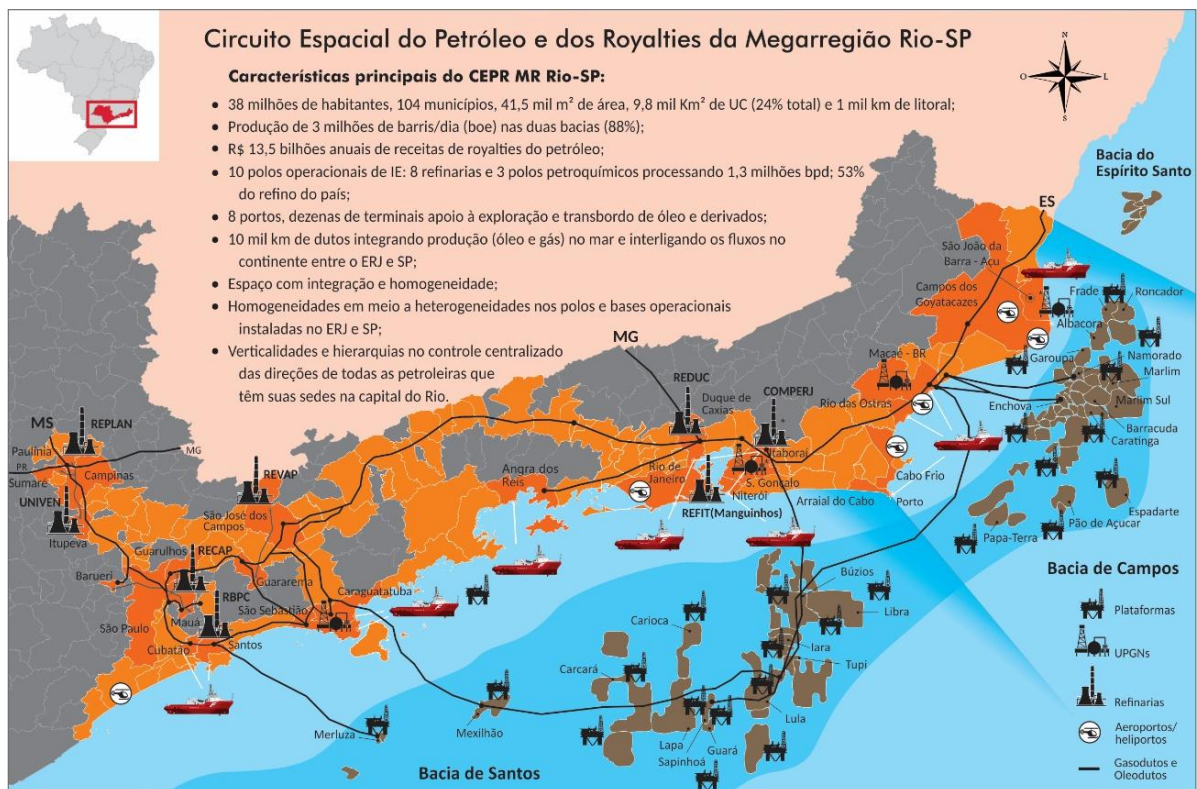 Circuito Espacial do Petróleo e dos Royalties da Megarregião Rio-SP
Características principais do CEPR MR Rio-SP:
• 38 milhões de habitantes, 104 municípios, 41,5 mil m² de área, 9,8 mil Km² de UC (24% total) e 1 mil km de litoral;
• Produção de 3 milhões de barris/dia (boe) nas duas bacias (88%);
• R$ 13,5 bilhões anuais de receitas de royalties do petróleo;
• 10 polos operacionais de IE: 8 refinarias e 3 polos petroquímicos processando 1,3 milhões bpd; 53%
do refino do país;
• 8 portos, dezenas de terminais apoio à exploração e transbordo de óleo e derivados;
• 10 mil km de dutos integrando produção (óleo e gás) no mar e interligando os fluxos no
continente entre o ERJ e SP;
• Espaço com integração e homogeneidade;
• Homogeneidades em meio a heterogeneidades nos polos e bases operacionais
instaladas no ERJ e SP;
• Verticalidades e hierarquias no controle centralizado
das direções de todas as petroleiras que
têm suas sedes na capital do Rio.
N
O
L
S
Bacia do
Espírito Santo
ES
São João da
Barra - Açu
Campos dos
Goyatacazes
Frade
Roncador
Albacora
Garoupa
Namorado
Marlim
Marlim Sul
Enchova
Barracuda
Caratinga
Espadarte
Pão de Açucar
Papa-Terra
Macaé - BR
Rio das Ostras
Cabo Frio
Porto
Arraial do Cabo
MG
REDUC
Duque de
Caxias
COMPERJ
Itaboraí
S. Gonçalo
Niterói
Rio de
Janeiro
REFIT(Manguinhos)
Angra dos
Reis
MS
REPLAN
Paulínia
PR
MG
Sumaré
Campinas
UNIVEN
Itupeva
REVAP
São José dos
Campos
Guarulhos
RECAP
Barueri
Guararema
Caraguatatuba
RBPC
São Sebastião
Mauá
São Paulo
Cubatão
Santos
Merluza
Mexilhão
Carioca
Carcará
Búzios
Libra
Iara
Tupi
Lula
Lapa
Guará
Sapinhoá
Bacia de Santos
Bacia de Campos
Plataformas
UPGNs
Refinarias
Aeroportos/
heliportos
Gasodutos e
Oleodutos